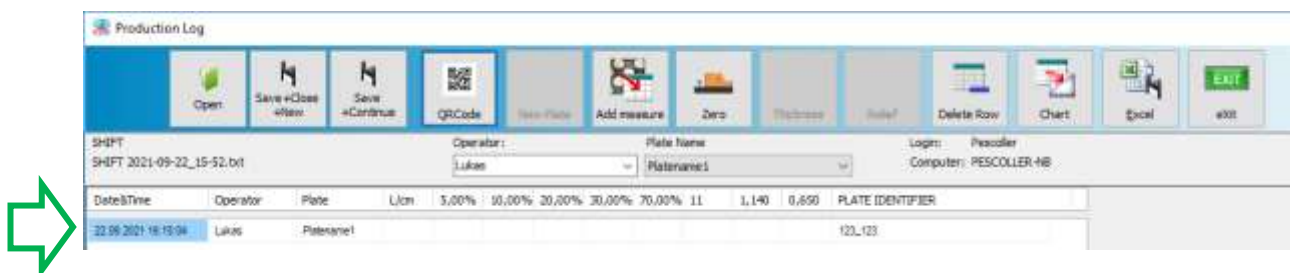 Production Log
Open
Save +Close +New
Save +Continue
QRCode
New Plate
Add measure
Zero
Thickness
Delete Row
Chart
Excel
eXit
EXIT
SHIFT
Operator:
Plate Name
Login: Pescoller
SHIFT 2021-09-22_15-52.txt
Lukas
Platename1
Computer: PESCOLLER-NB
Date&Time Operator Plate L/cm 5,00% 10,00% 20,00% 30,00% 70,00% 11 1,140 0,650 PLATE IDENTIFIER
22.09.2021 16:15:04 Lukas Platename1 123_123